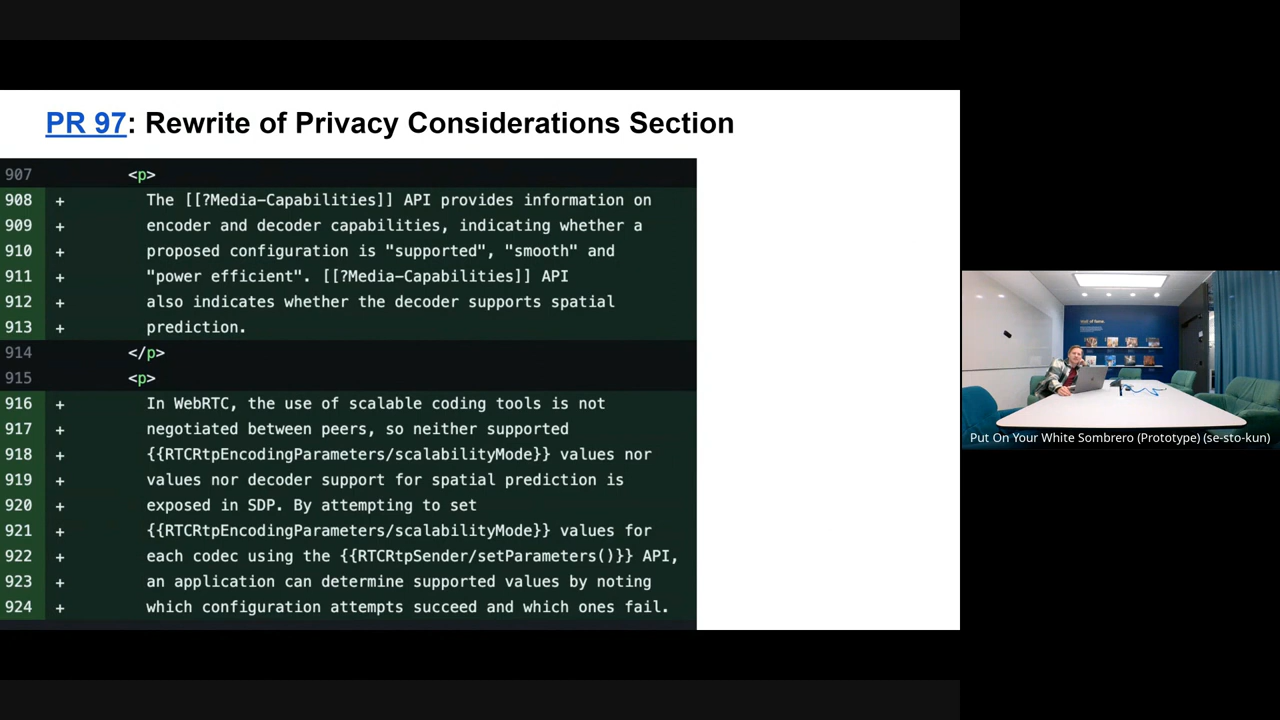 PR 97: Rewrite of Privacy Considerations Section
907 <p>
908 + The [[?Media-Capabilities]] API provides information on
909 + encoder and decoder capabilities, indicating whether a
910 + proposed configuration is "supported", "smooth" and
911 + "power efficient". [[?Media-Capabilities]] API
912 + also indicates whether the decoder supports spatial
913 + prediction.
914 </p>
915 <p>
916 + In WebRTC, the use of scalable coding tools is not
917 + negotiated between peers, so neither supported
918 + {{RTCRtpEncodingParameters/scalabilityMode}} values nor
919 + values nor decoder support for spatial prediction is
920 + exposed in SDP. By attempting to set
921 + {{RTCRtpEncodingParameters/scalabilityMode}} values for
922 + each codec using the {{RTCRtpSender/setParameters()}} API,
923 + an application can determine supported values by noting
924 + which configuration attempts succeed and which ones fail.
Put On Your White Sombrero (Prototype) (se-sto-kun)